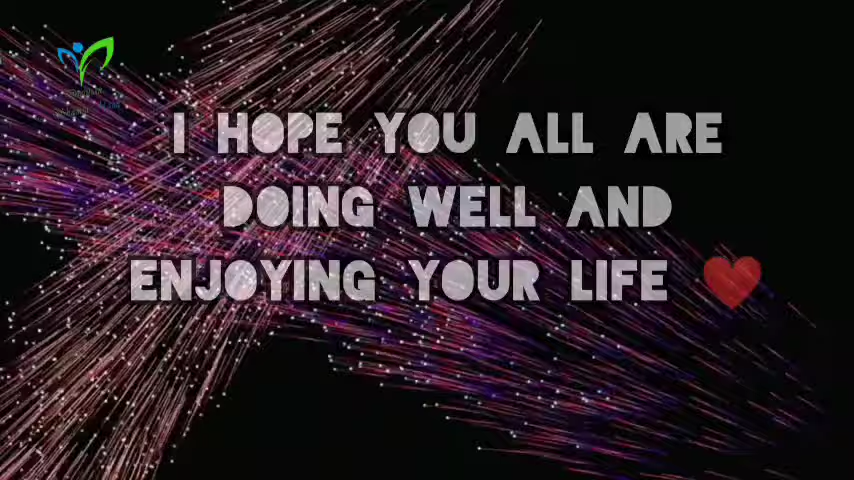 I HOPE YOU ALL ARE
DOING WELL AND
ENJOYING YOUR LIFE ❤